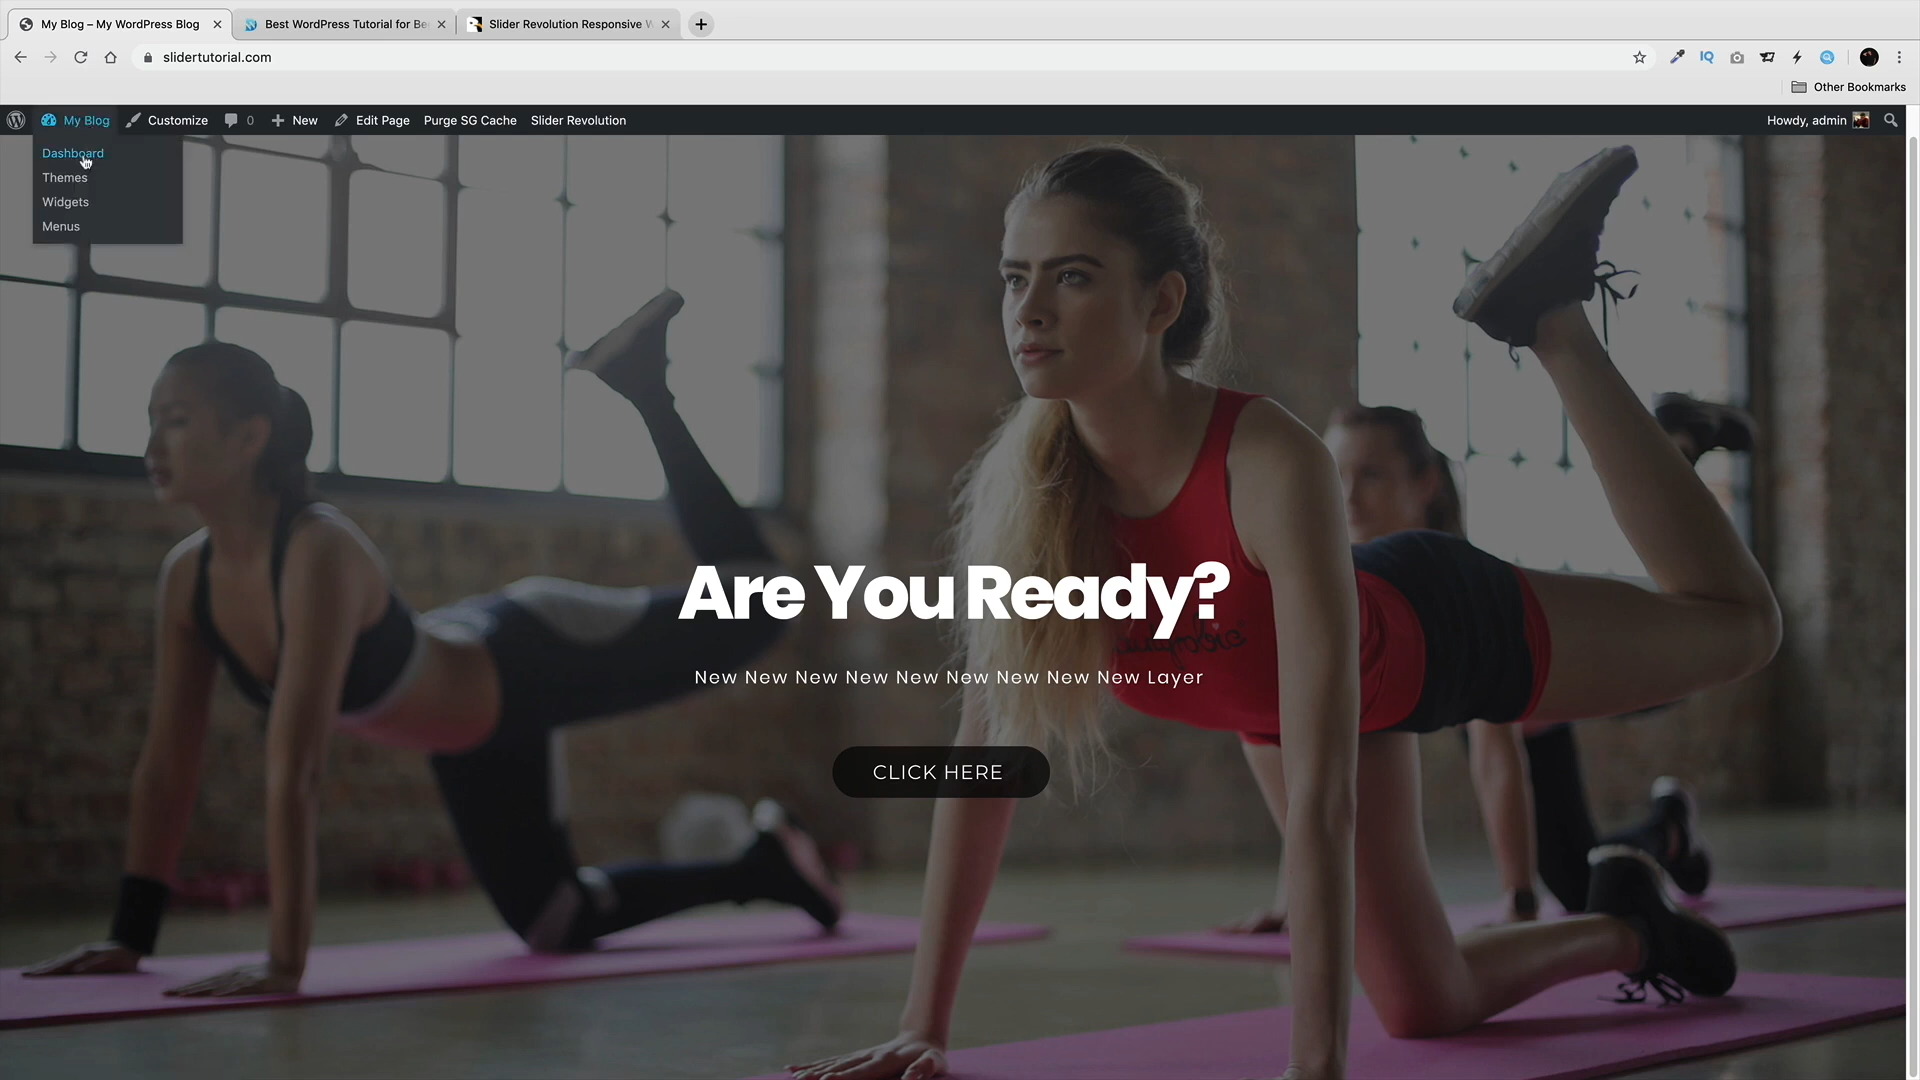 My Blog – My WordPress Blog
Best WordPress Tutorial for Be
Slider Revolution Responsive W
slidertutorial.com
IQ
Other Bookmarks
My Blog
Customize
0
New
Edit Page
Purge SG Cache
Slider Revolution
Howdy, admin
Dashboard
Themes
Widgets
Menus
Are You Ready?
New New New New New New New New New Layer
CLICK HERE